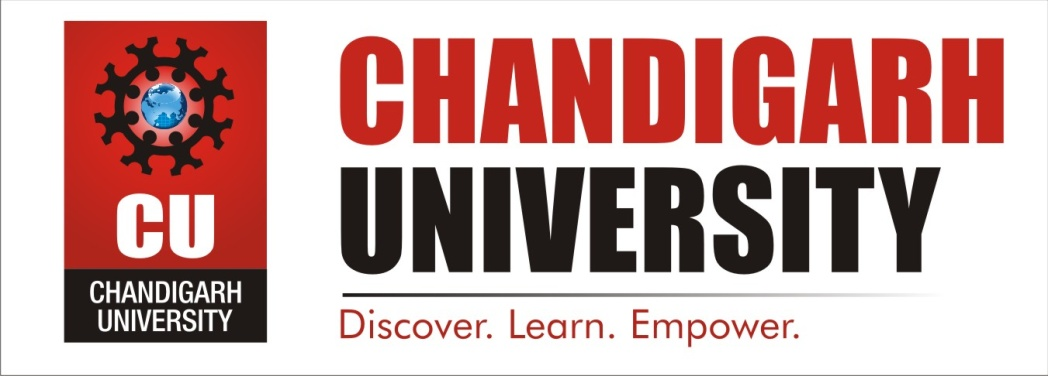 CU
CHANDIGARH
UNIVERSITY
CHANDIGARH
UNIVERSITY
Discover. Learn. Empower.